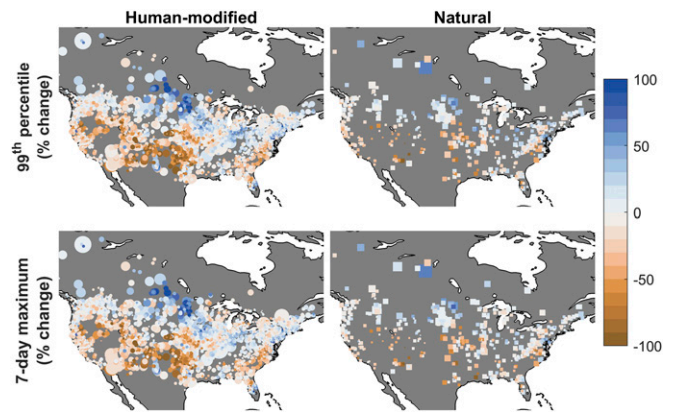 Human-modified
Natural
99th percentile
(% change)
7-day maximum
(% change)
100
50
0
-50
-100